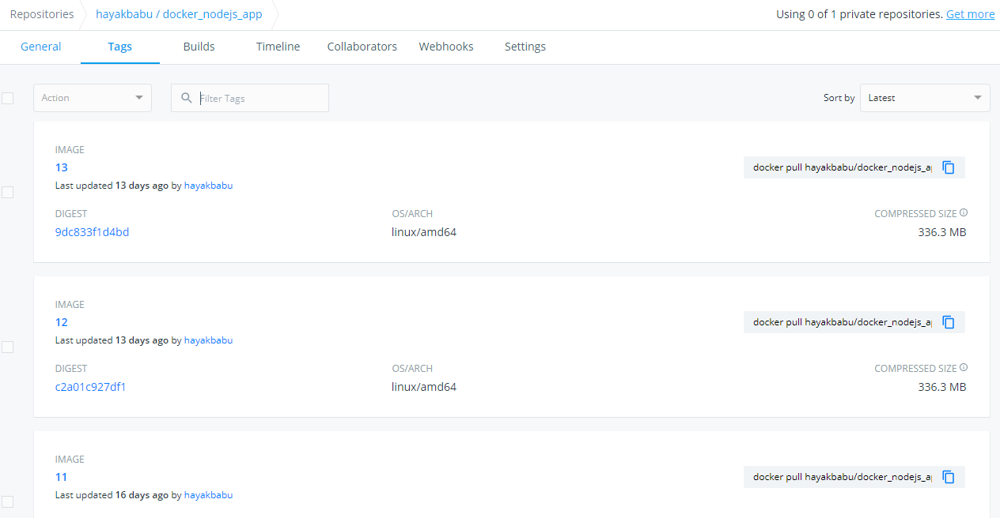 Repositories hayakbabu / docker_nodejs_app Using 0 of 1 private repositories. Get more
General Tags Builds Timeline Collaborators Webhooks Settings
Action Filter Tags Sort by Latest
IMAGE
13 docker pull hayakbabu/docker_nodejs_a
Last updated 13 days ago by hayakbabu
DIGEST OS/ARCH COMPRESSED SIZE
9dc833f1d4bd linux/amd64 336.3 MB
IMAGE
12 docker pull hayakbabu/docker_nodejs_a
Last updated 13 days ago by hayakbabu
DIGEST OS/ARCH COMPRESSED SIZE
c2a01c927df1 linux/amd64 336.3 MB
IMAGE
11 docker pull hayakbabu/docker_nodejs_a
Last updated 16 days ago by hayakbabu